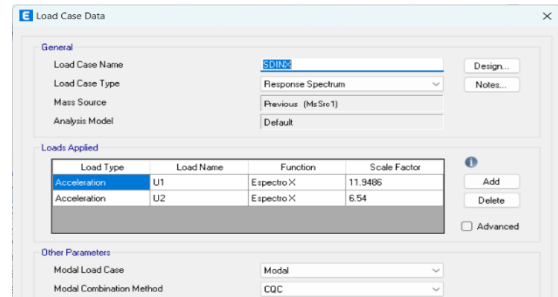 E Load Case Data
General
Load Case Name SDINX Design...
Load Case Type Response Spectrum Notes...
Mass Source Previous (MsSrc1)
Analysis Model Default
Loads Applied
Load Type Load Name Function Scale Factor
Acceleration U1 Espectro X 11.9486 Add
Acceleration U2 Espectro X 6.54 Delete
Advanced
Other Parameters
Modal Load Case Modal
Modal Combination Method CQC